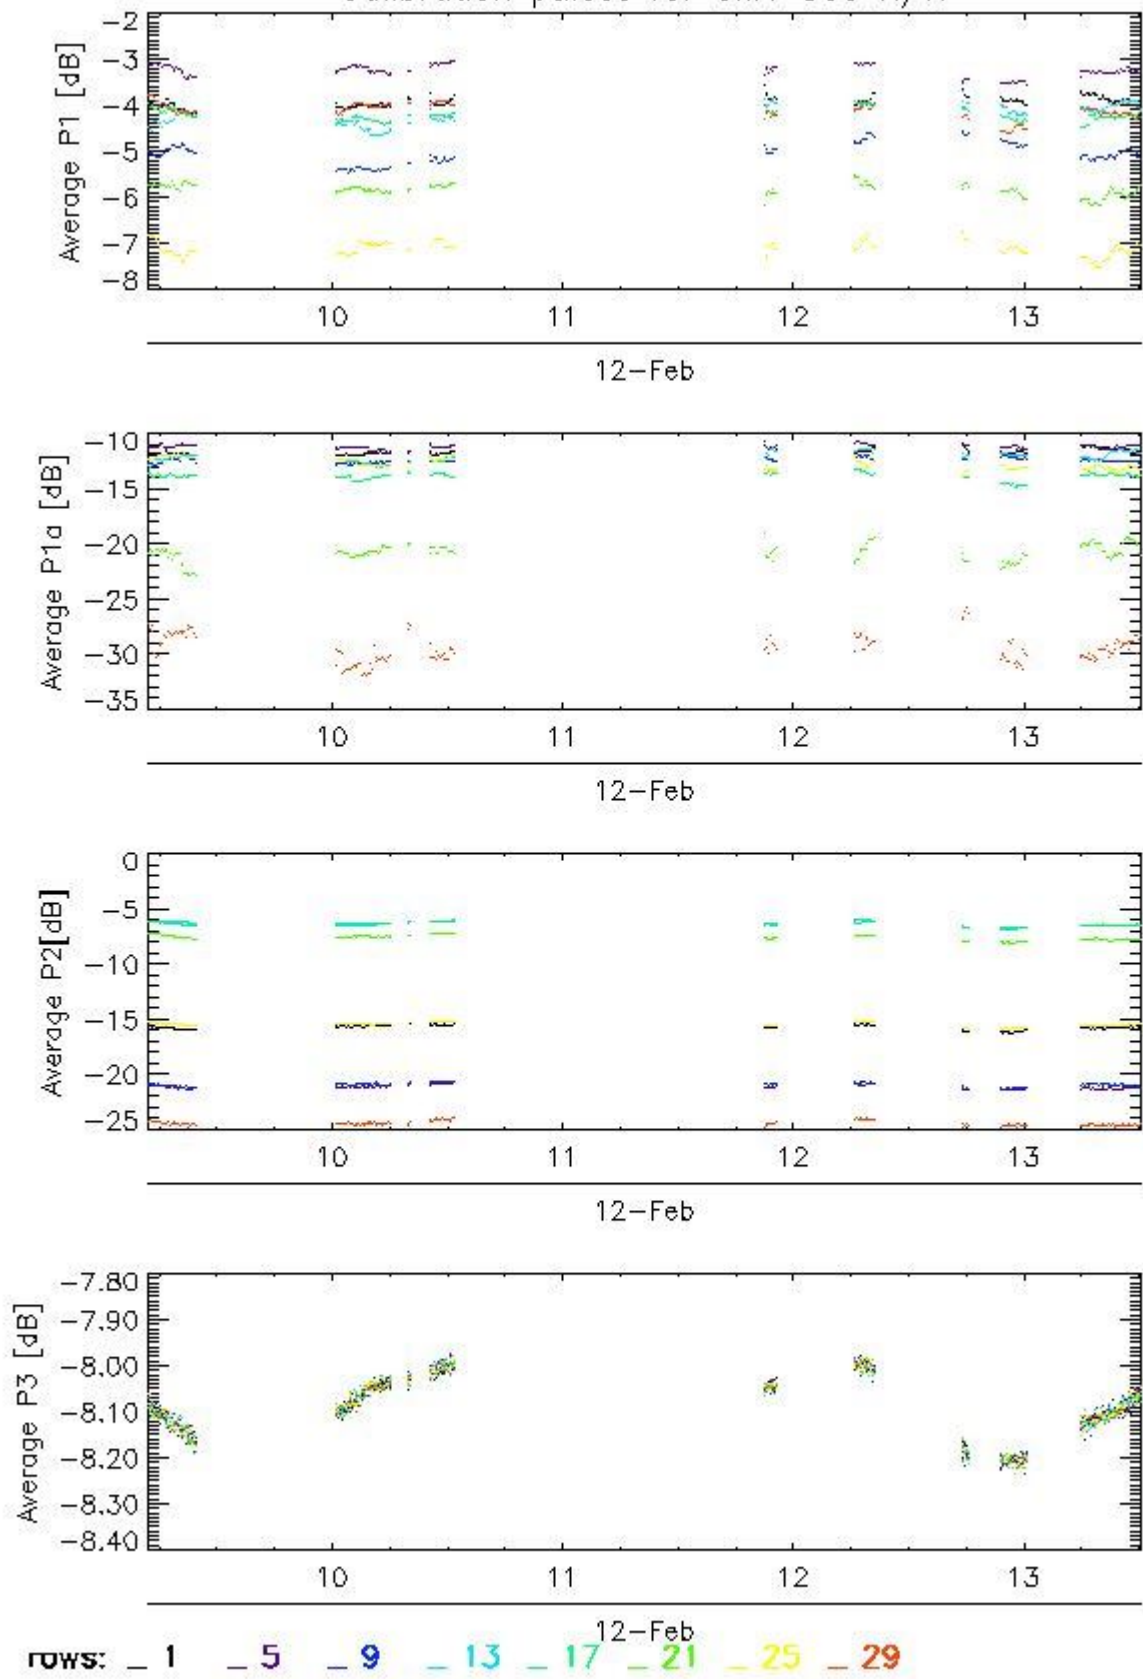 Average P1 [dB]
-2
-3
-4
-5
-6
-7
-8
10 11 12 13
12-Feb
Average P1a [dB]
-10
-15
-20
-25
-30
-35
10 11 12 13
12-Feb
Average P2[dB]
0
-5
-10
-15
-20
-25
10 11 12 13
12-Feb
Average P3 [dB]
-7.80
-7.90
-8.00
-8.10
-8.20
-8.30
-8.40
10 11 12 13
12-Feb
rows: _ 1 _ 5 _ 9 _ 13 _ 17 _ 21 _ 25 _ 29